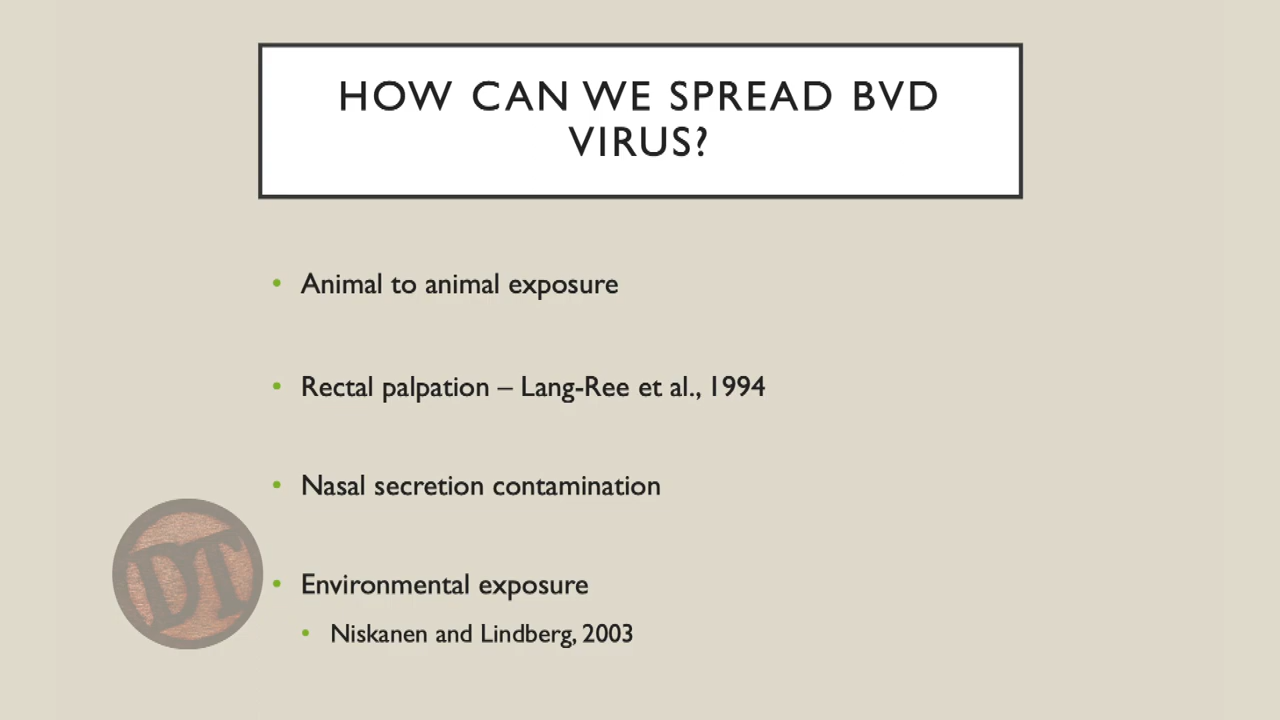 HOW CAN WE SPREAD BVD
VIRUS?
• Animal to animal exposure
• Rectal palpation – Lang-Ree et al., 1994
• Nasal secretion contamination
• Environmental exposure
• Niskanen and Lindberg, 2003
DT